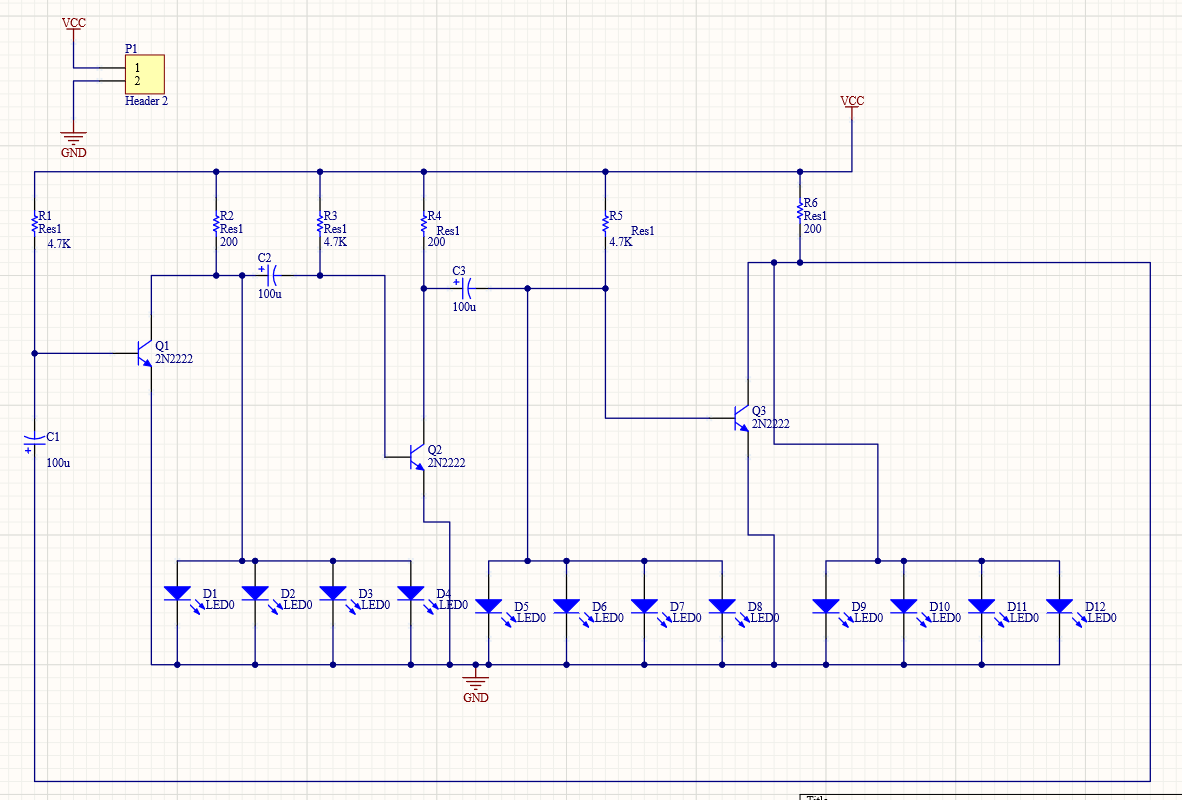 VCC
P1
1
2
Header 2
GND
VCC
R1
Res1
4.7K
R2
Res1
200
R3
Res1
4.7K
R4
Res1
200
R5
Res1
4.7K
R6
Res1
200
C2
+
100u
C3
+
100u
Q1
2N2222
Q2
2N2222
Q3
2N2222
C1
+
100u
D1
LED0
D2
LED0
D3
LED0
D4
LED0
D5
LED0
D6
LED0
D7
LED0
D8
LED0
D9
LED0
D10
LED0
D11
LED0
D12
LED0
GND
Title